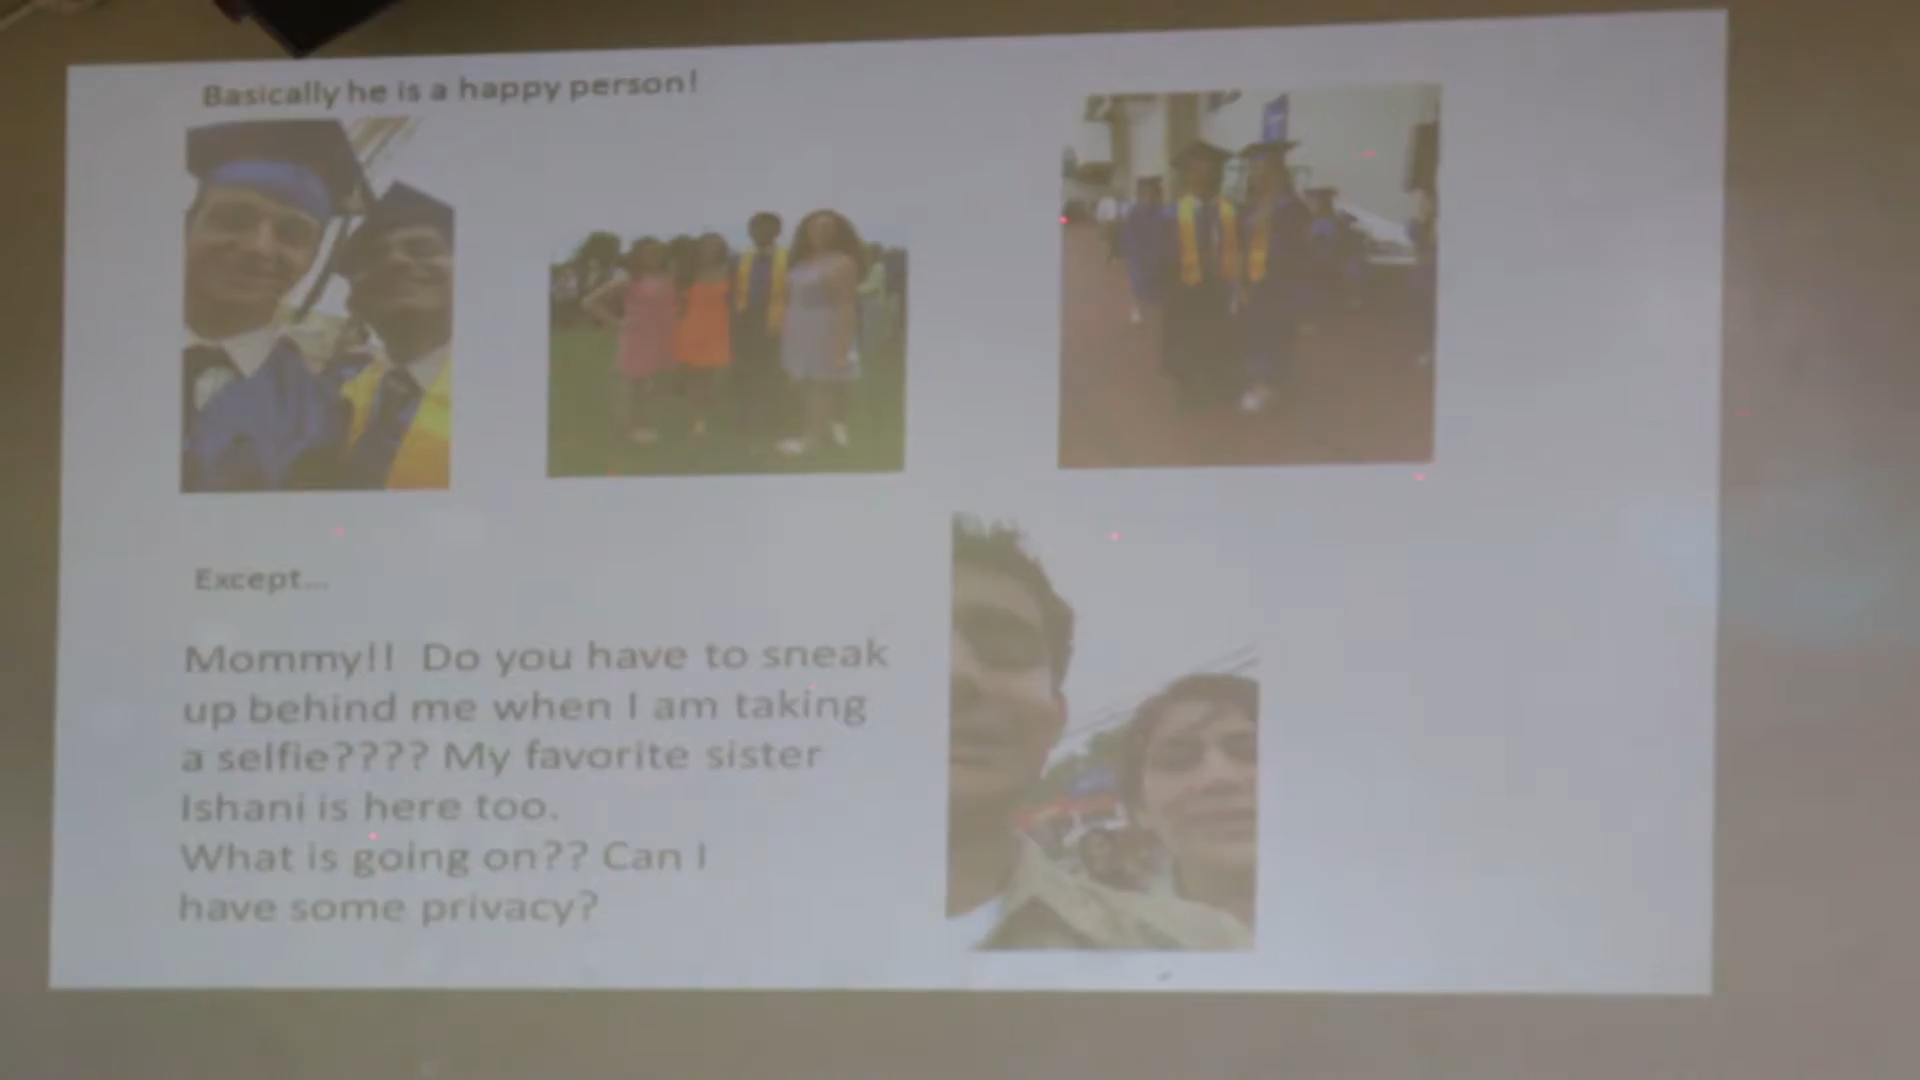 Basically he is a happy person!
Except...
Mommy!! Do you have to sneak
up behind me when I am taking
a selfie???? My favorite sister
Ishani is here too.
What is going on?? Can I
have some privacy?